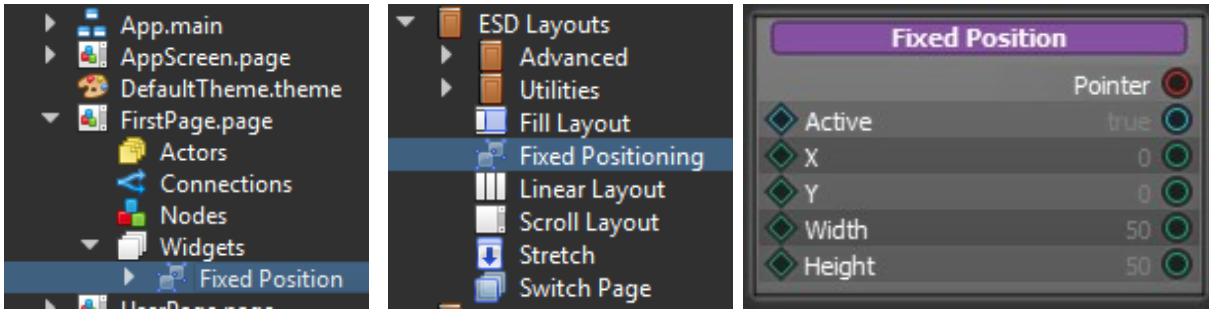 App.main
AppScreen.page
DefaultTheme.theme
FirstPage.page
Actors
Connections
Nodes
Widgets
Fixed Position
UserPage.page
ESD Layouts
Advanced
Utilities
Fill Layout
Fixed Positioning
Linear Layout
Scroll Layout
Stretch
Switch Page
Fixed Position
Pointer
Active true
X 0
Y 0
Width 50
Height 50